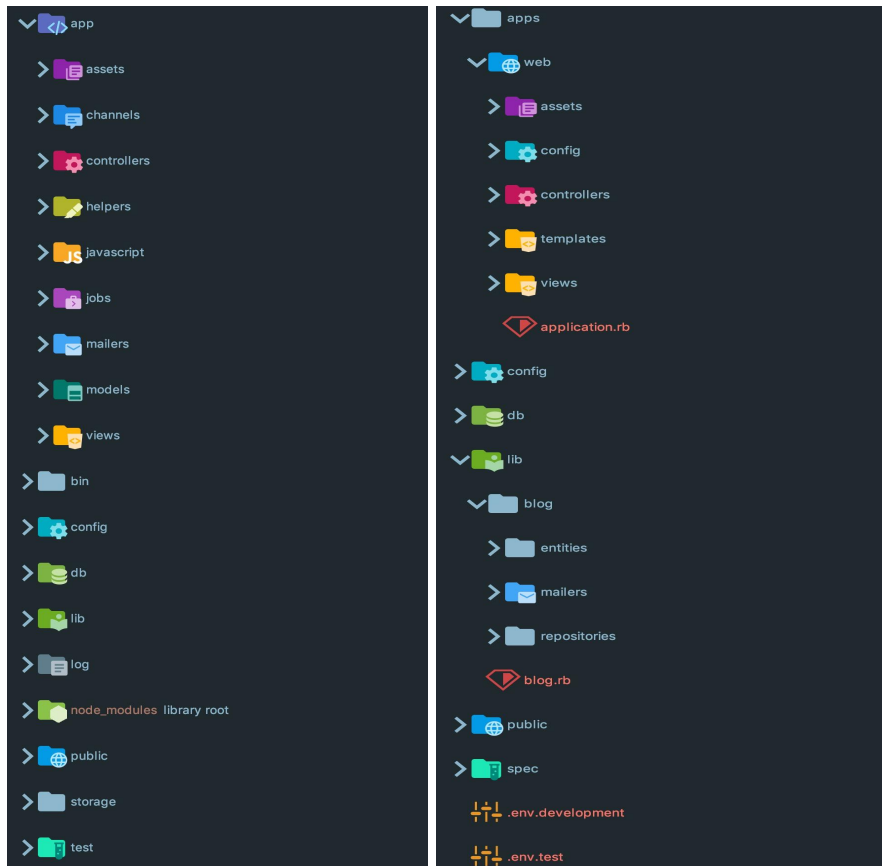 app
assets
channels
controllers
helpers
JS javascript
jobs
mailers
models
views
bin
config
db
lib
log
node_modules library root
public
storage
test
apps
web
assets
config
controllers
templates
views
application.rb
config
db
lib
blog
entities
mailers
repositories
blog.rb
public
spec
.env.development
.env.test